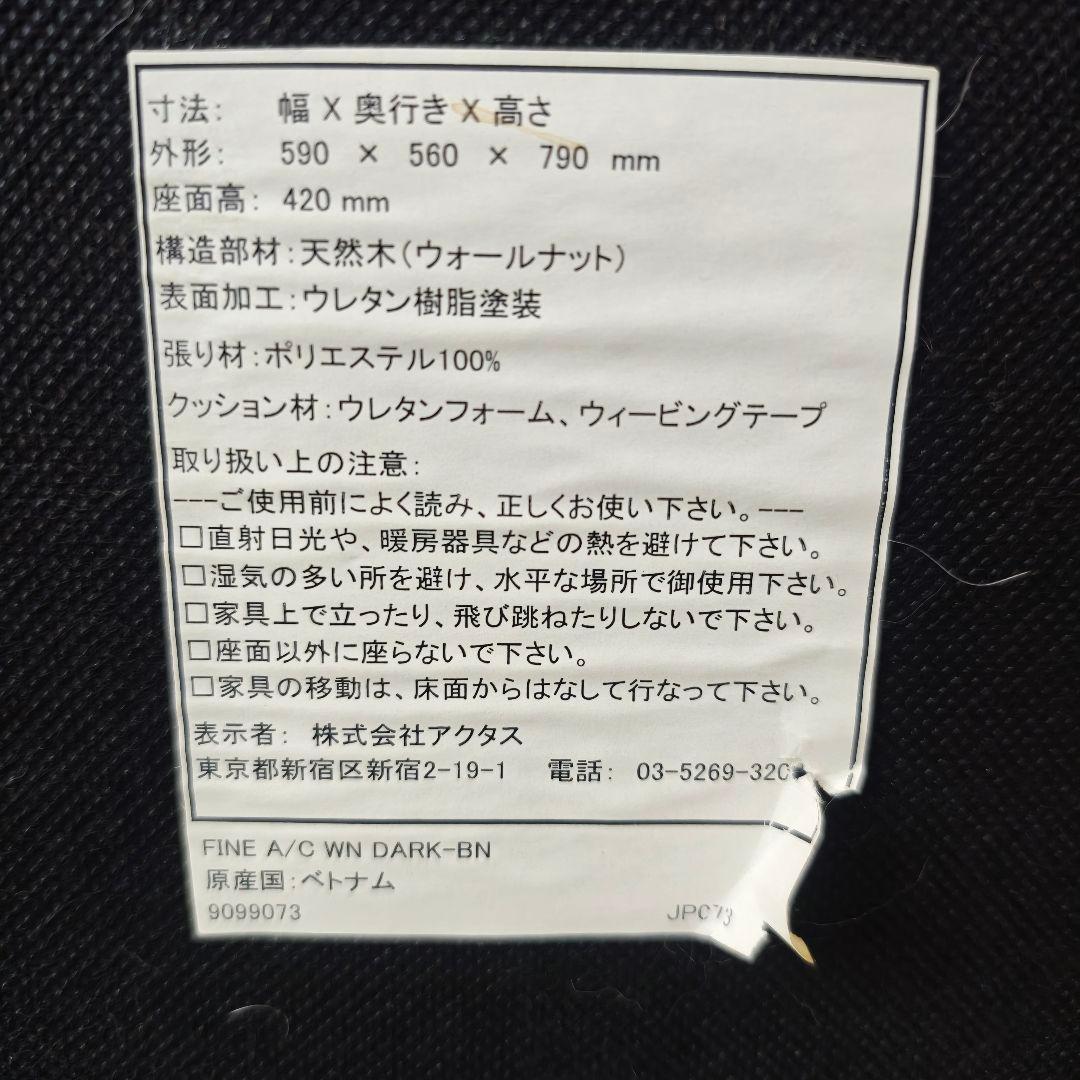 寸法: 幅 X 奥行き X 高さ
外形: 590 × 560 × 790 mm
座面高: 420 mm
構造部材:天然木(ウォールナット)
表面加工:ウレタン樹脂塗装
張り材:ポリエステル100%
クッション材:ウレタンフォーム、ウィービングテープ
取り扱い上の注意:
---ご使用前によく読み、正しくお使い下さい。---
□直射日光や、暖房器具などの熱を避けて下さい。
□湿気の多い所を避け、水平な場所で御使用下さい。
□家具上で立ったり、飛び跳ねたりしないで下さい。
□座面以外に座らないで下さい。
□家具の移動は、床面からはなして行なって下さい。
表示者: 株式会社アクタス
東京都新宿区新宿2-19-1 電話:
FINE A/C WN DARK-BN
原産国:ベトナム
9099073